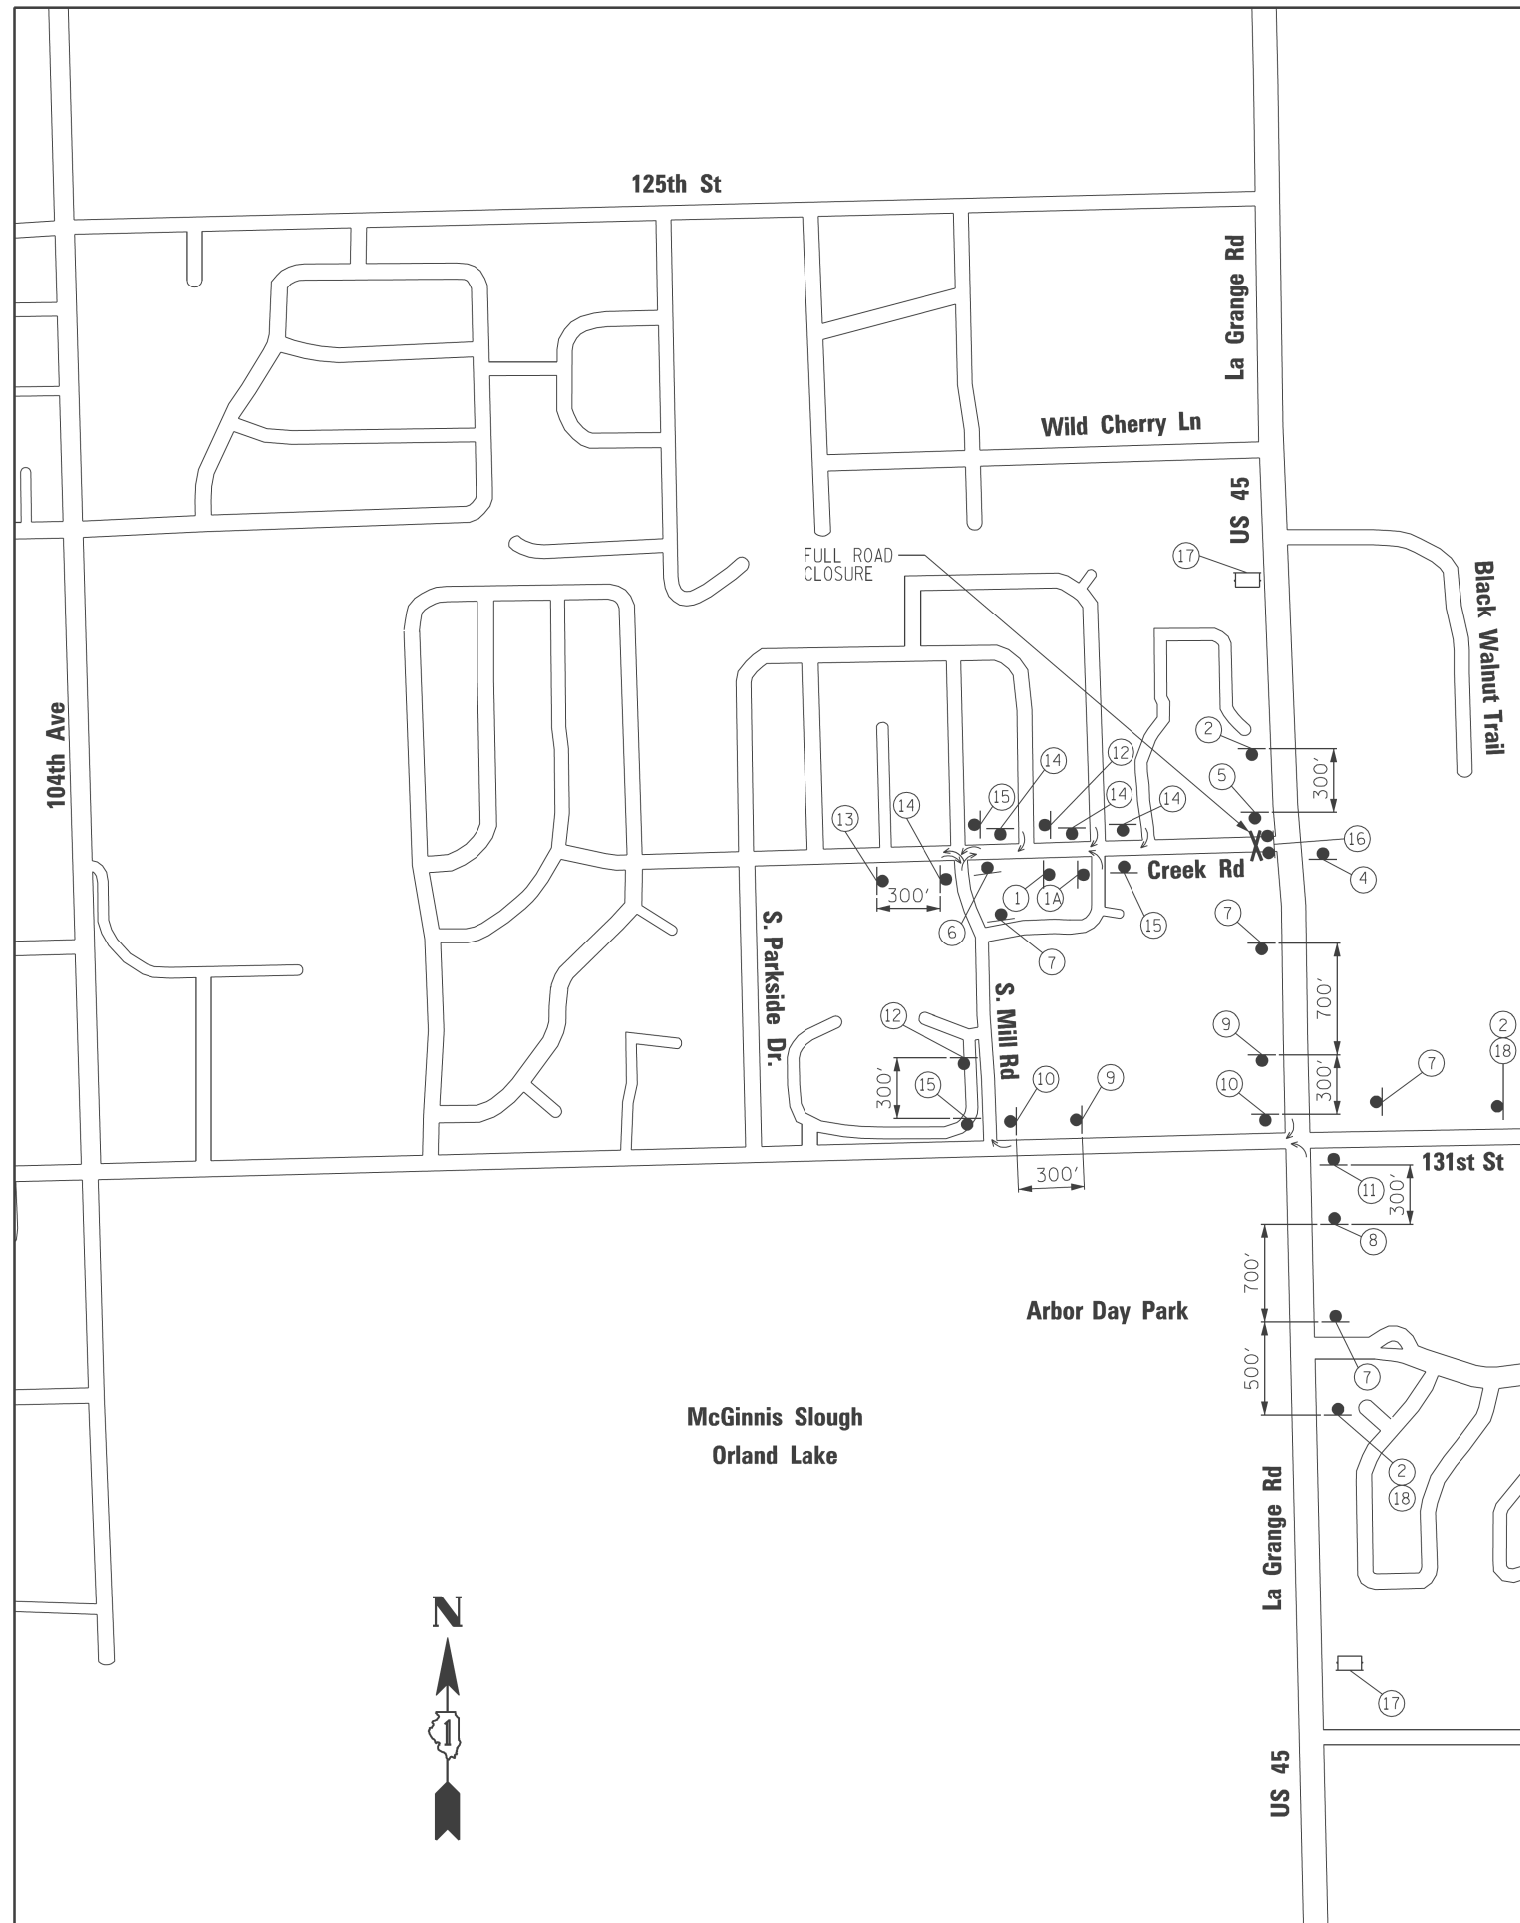 125th St
La Grange Rd
Wild Cherry Ln
US 45
17
FULL ROAD
CLOSURE
Black Walnut Trail
104th Ave
2
300'
5
14
12
15
14
14
13
14
16
Creek Rd
4
300'
1
1A
6
15
7
7
S. Parkside Dr.
S. Mill Rd
700'
12
9
2
18
7
300'
15
10
9
10
300'
131st St
300'
11
300'
8
700'
Arbor Day Park
500'
7
McGinnis Slough
Orland Lake
2
18
La Grange Rd
N
1
17
US 45